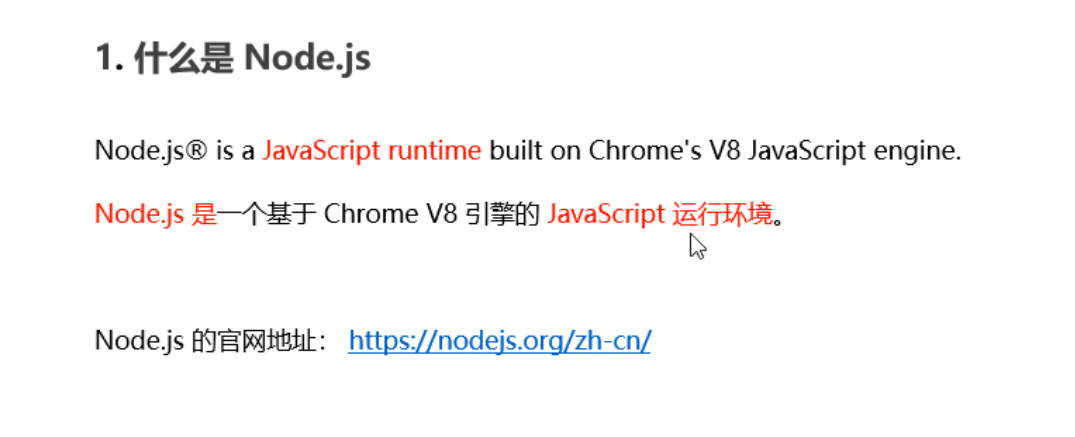 1. 什么是 Node.js
Node.js® is a JavaScript runtime built on Chrome's V8 JavaScript engine.
Node.js 是一个基于 Chrome V8 引擎的 JavaScript 运行环境。
Node.js 的官网地址： https://nodejs.org/zh-cn/